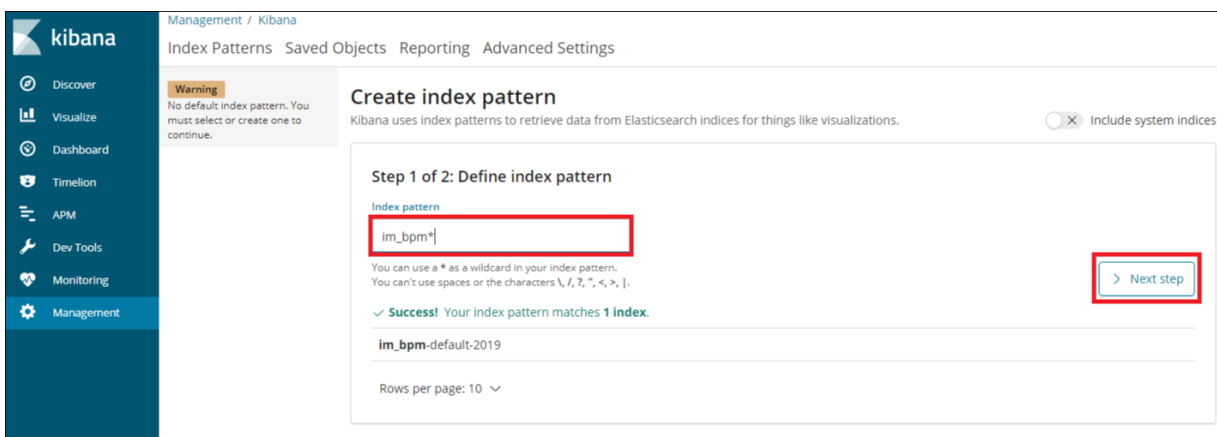 kibana
Discover
Visualize
Dashboard
Timelion
APM
Dev Tools
Monitoring
Management
Management / Kibana
Index Patterns Saved Objects Reporting Advanced Settings
Warning
No default index pattern. You
must select or create one to
continue.
Create index pattern
Kibana uses index patterns to retrieve data from Elasticsearch indices for things like visualizations.
Include system indices
Step 1 of 2: Define index pattern
Index pattern
im_bpm*
You can use a * as a wildcard in your index pattern.
You can't use spaces or the characters \, /, ?, ", <, >, |.
Next step
Success! Your index pattern matches 1 index.
im_bpm-default-2019
Rows per page: 10